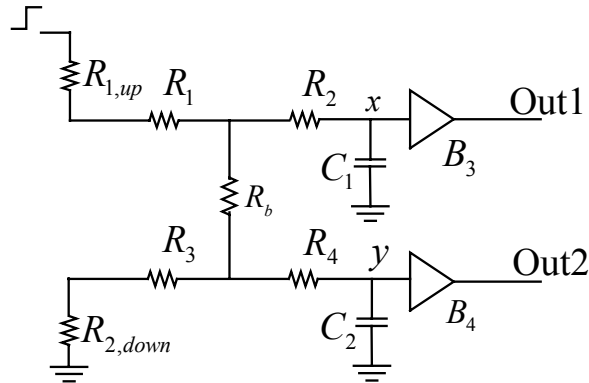 R1,up
R1
R2
x
Out1
C1
B3
Rb
R3
R4
y
Out2
R2,down
C2
B4